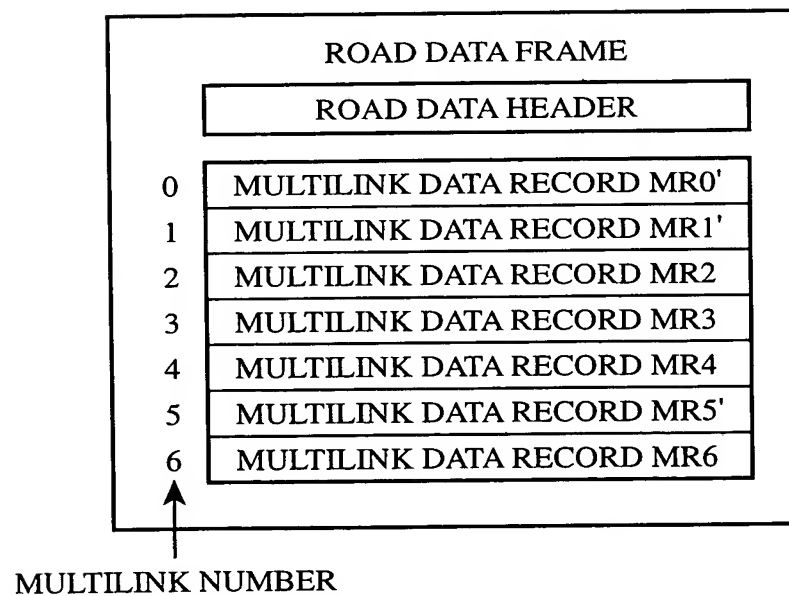 ROAD DATA FRAME
ROAD DATA HEADER
0 MULTILINK DATA RECORD MR0'
1 MULTILINK DATA RECORD MR1'
2 MULTILINK DATA RECORD MR2
3 MULTILINK DATA RECORD MR3
4 MULTILINK DATA RECORD MR4
5 MULTILINK DATA RECORD MR5'
6 MULTILINK DATA RECORD MR6
MULTILINK NUMBER